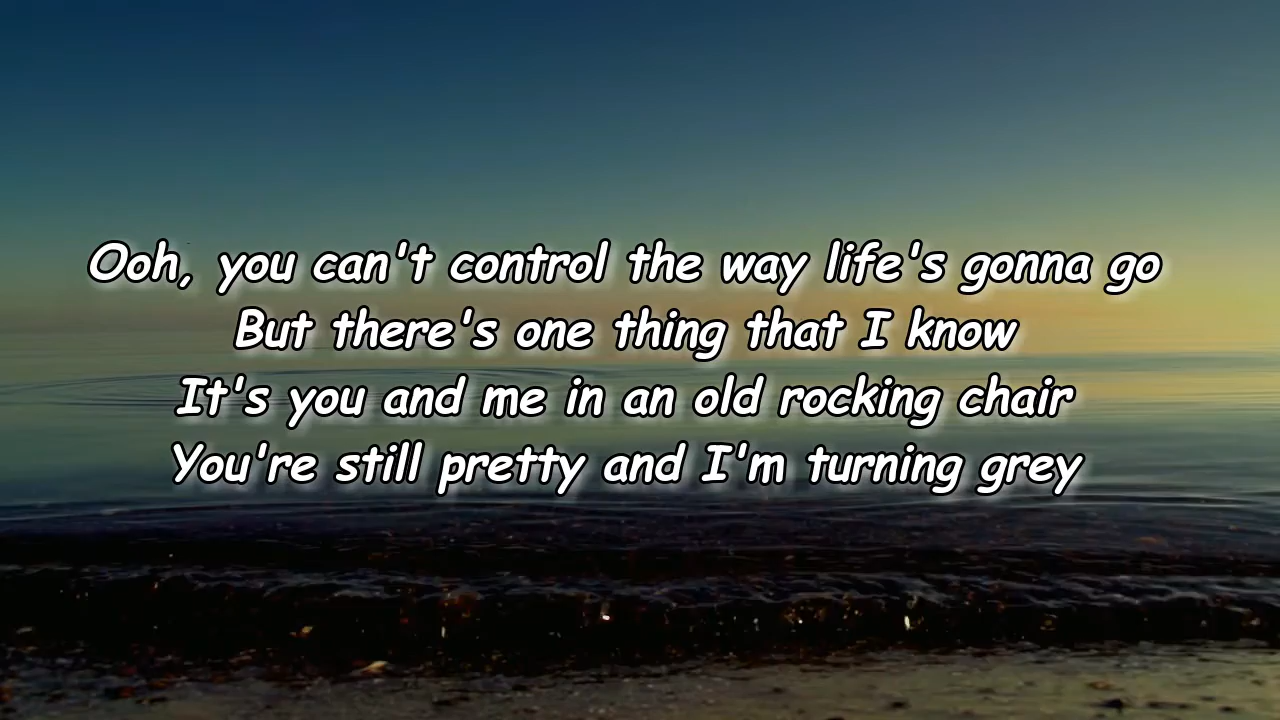 Ooh, you can't control the way life's gonna go
But there's one thing that I know
It's you and me in an old rocking chair
You're still pretty and I'm turning grey